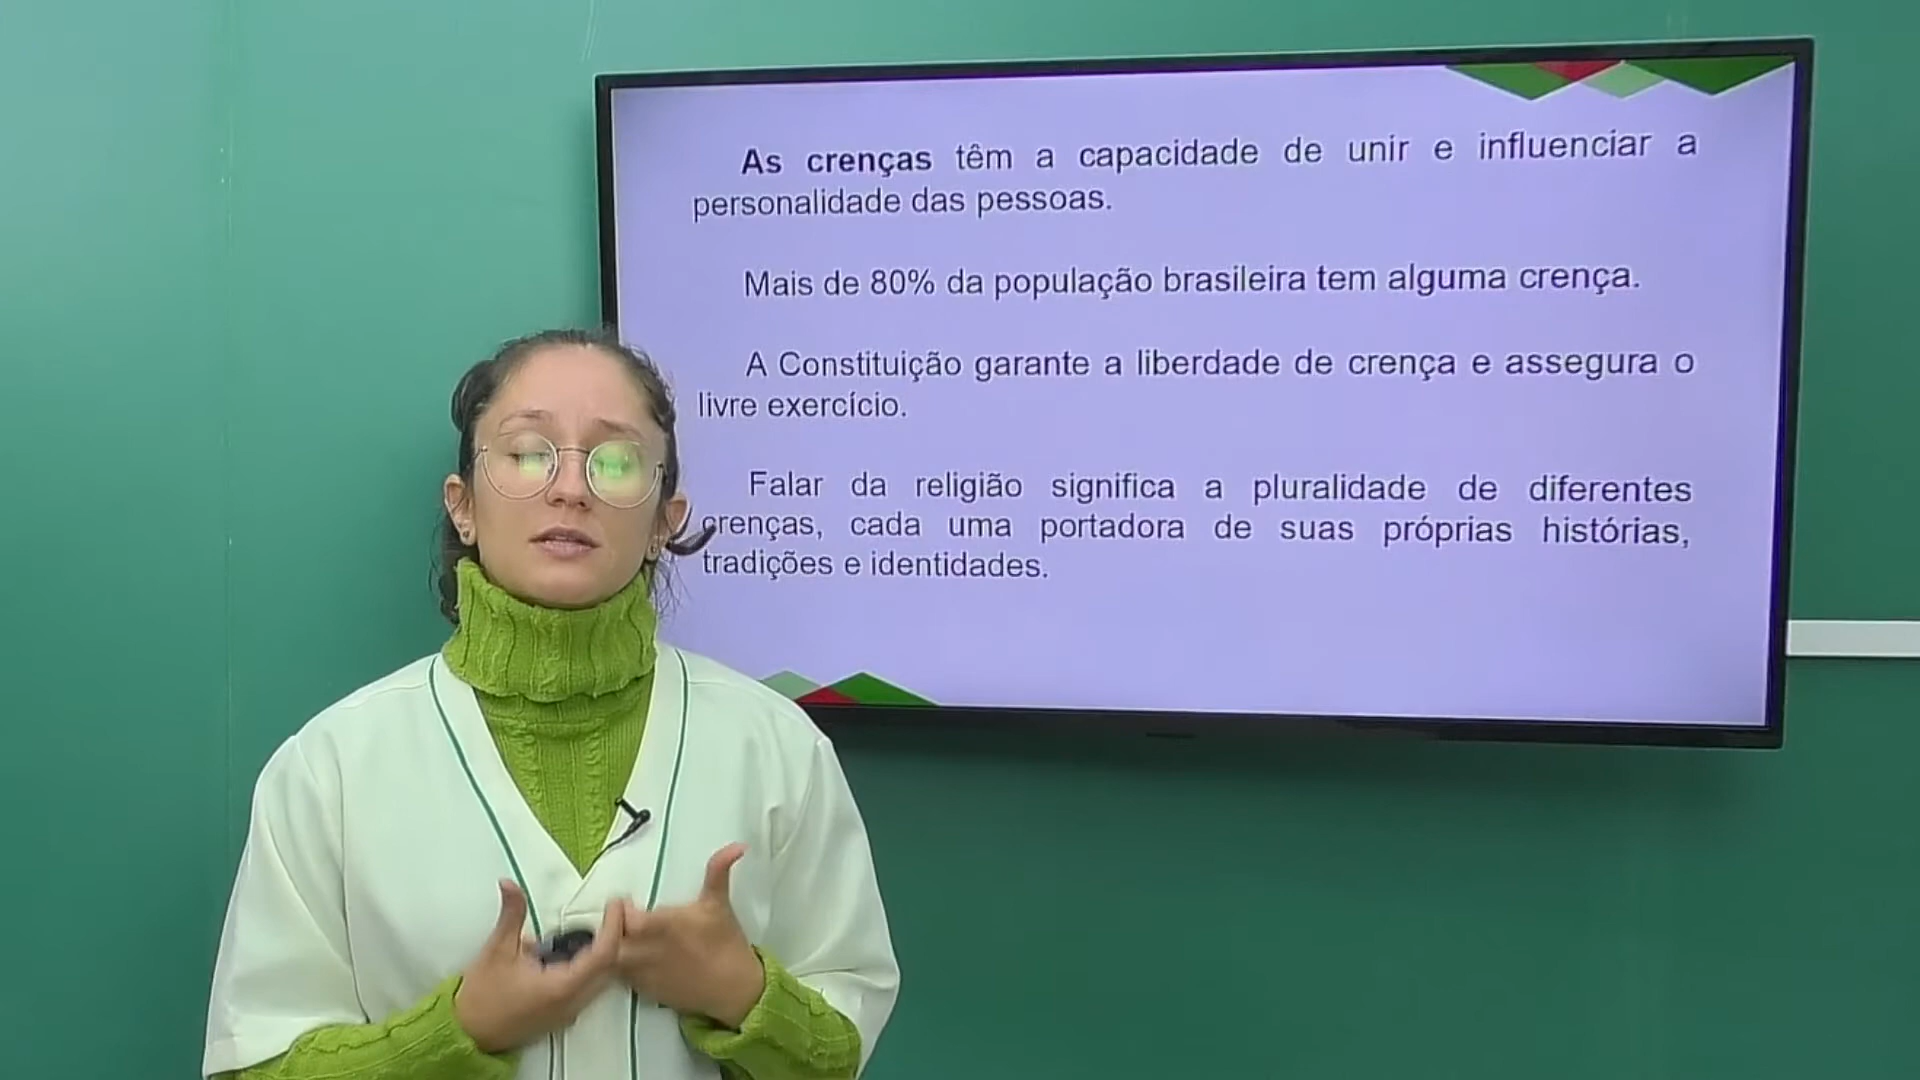 As crenças têm a capacidade de unir e influenciar a
personalidade das pessoas.
Mais de 80% da população brasileira tem alguma crença.
A Constituição garante a liberdade de crença e assegura o
livre exercício.
Falar da religião significa a pluralidade de diferentes
crenças, cada uma portadora de suas próprias histórias,
tradições e identidades.